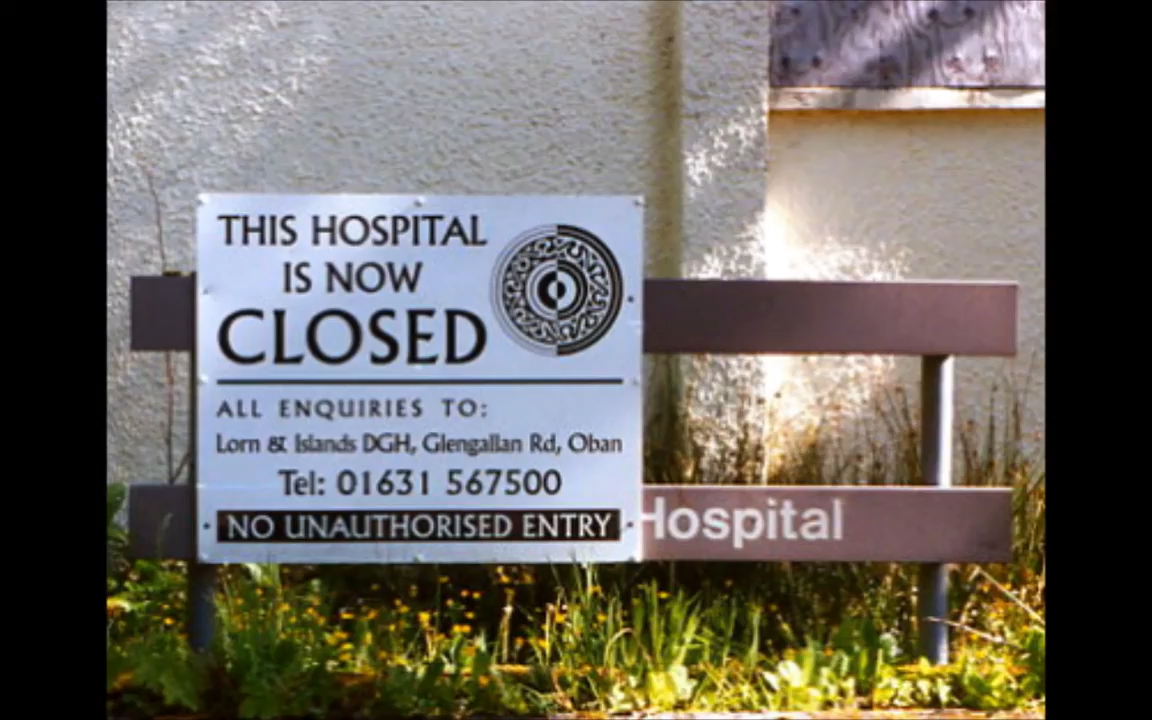 THIS HOSPITAL
IS NOW
CLOSED
ALL ENQUIRIES TO:
Lorn & Islands DGH, Glengallan Rd, Oban
Tel: 01631 567500
NO UNAUTHORISED ENTRY
Hospital